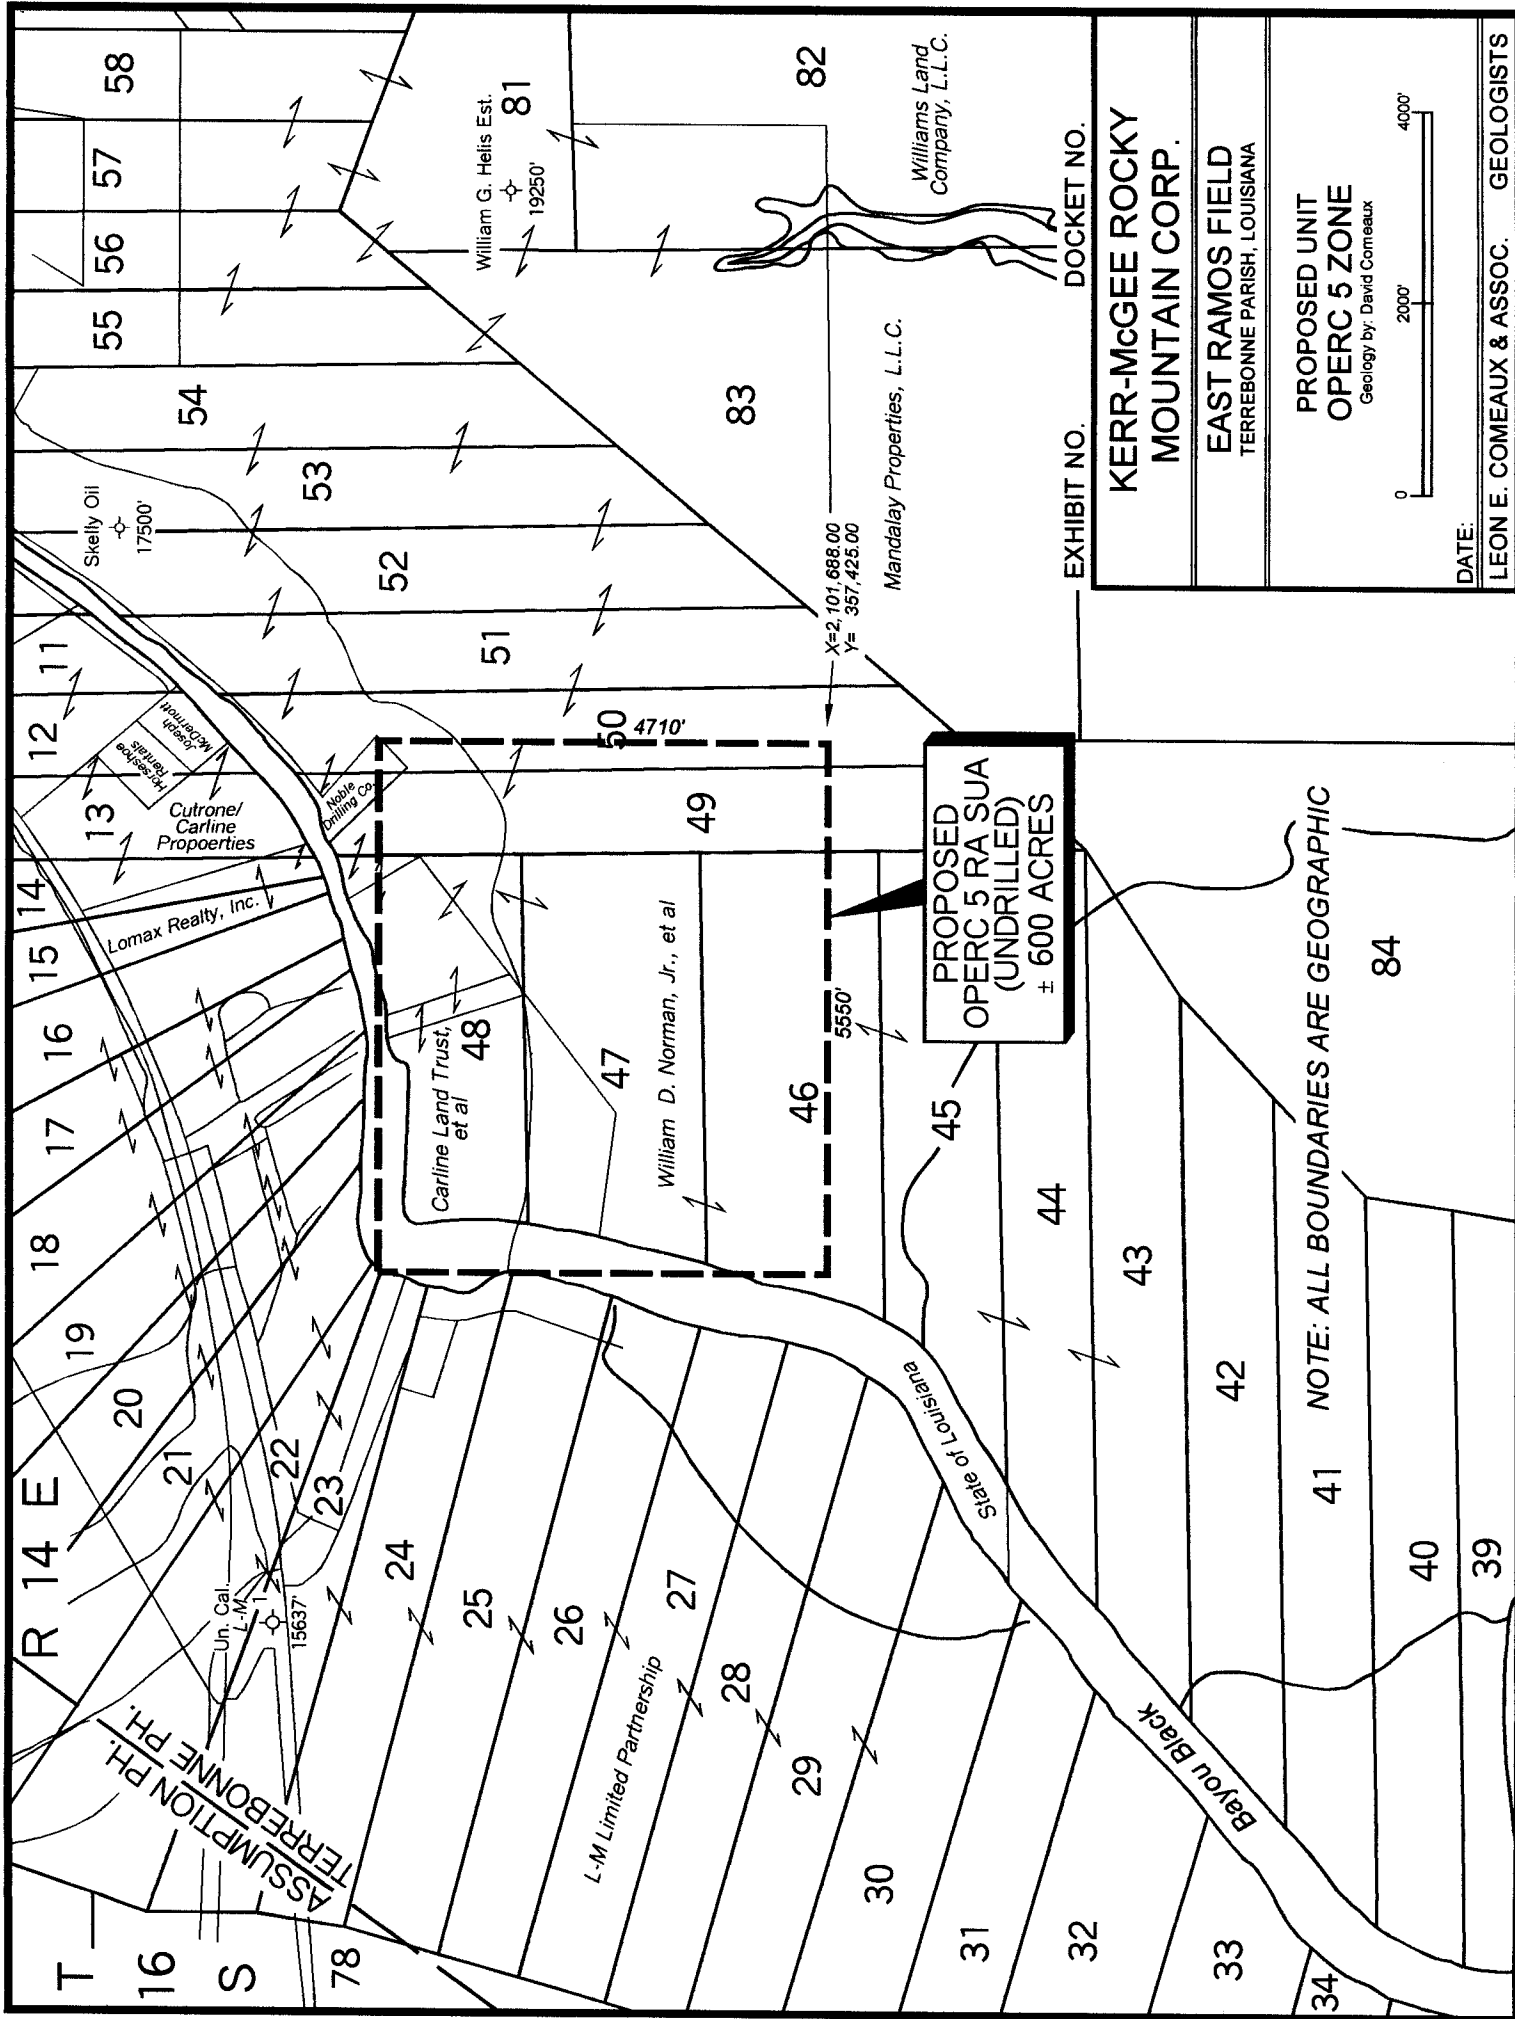 T
16
S
R 14 E
ASSUMPTION PH.
TERREBONNE PH.
78
11
12
13
14
15
16
17
18
19
20
21
22
23
24
25
26
27
28
29
30
31
32
33
34
39
40
41
42
43
44
45
46
47
48
49
50
51
52
53
54
55
56
57
58
81
82
83
84
Un. Cal.
L-M
1
15637'
Skelly Oil
17500'
William G. Helis Est.
19250'
Lomax Realty, Inc.
Cutrone/
Carline
Propoerties
Horseshoe
Rentals
Joseph
McDermott
Noble
Drilling Co.
Carline Land Trust,
et al
William D. Norman, Jr., et al
L-M Limited Partnership
Williams Land
Company, L.L.C.
Mandalay Properties, L.L.C.
State of Louisiana
Bayou Black
4710'
5550'
X=2,101,688.00
Y= 357,425.00
PROPOSED
OPERC 5 RA SUA
(UNDRILLED)
± 600 ACRES
NOTE: ALL BOUNDARIES ARE GEOGRAPHIC
EXHIBIT NO. DOCKET NO.
KERR-McGEE ROCKY
MOUNTAIN CORP.
EAST RAMOS FIELD
TERREBONNE PARISH, LOUISIANA
PROPOSED UNIT
OPERC 5 ZONE
Geology by: David Comeaux
0 2000' 4000'
DATE:
LEON E. COMEAUX & ASSOC. GEOLOGISTS